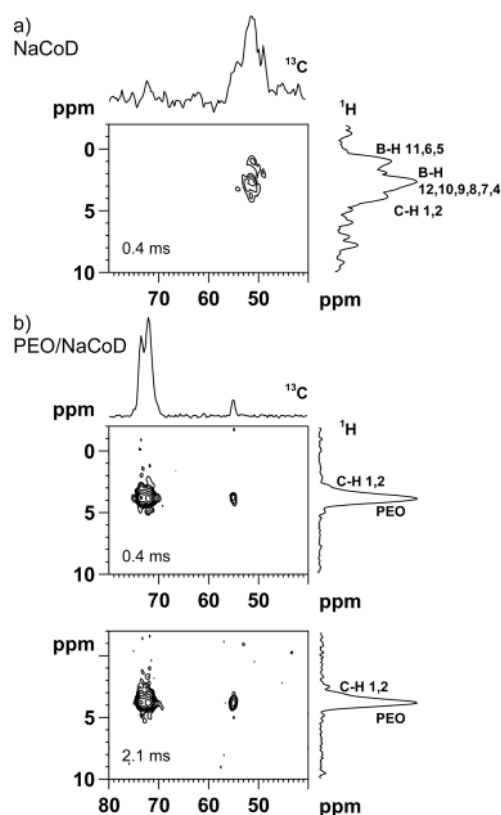 a)
NaCoD
¹³C
ppm
¹H
0
B-H 11,6,5
B-H
12,10,9,8,7,4
5
C-H 1,2
0.4 ms
10
70 60 50
ppm
b)
PEO/NaCoD
¹³C
ppm
¹H
0
C-H 1,2
5
PEO
0.4 ms
10
70 60 50
ppm
ppm
C-H 1,2
5
PEO
2.1 ms
10
80 70 60 50
ppm